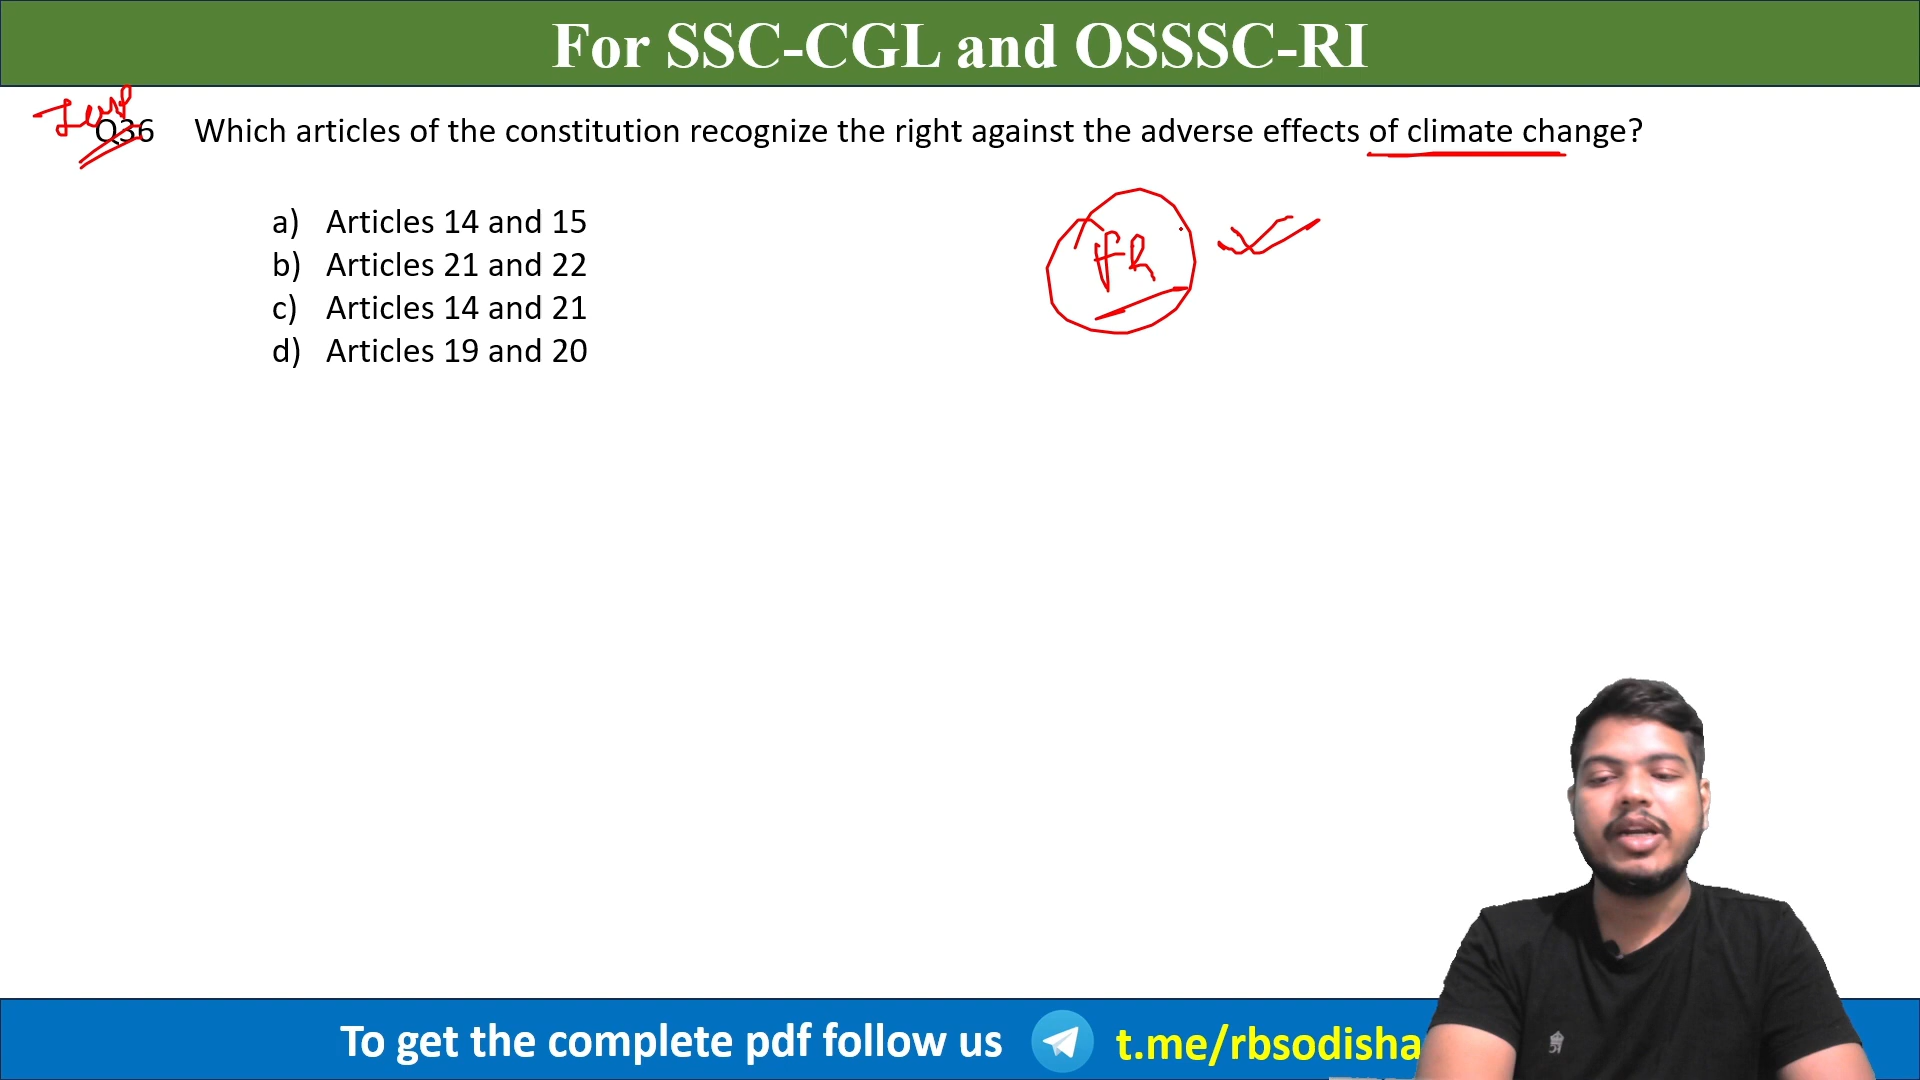 For SSC-CGL and OSSSC-RI
Imp
Q36 Which articles of the constitution recognize the right against the adverse effects of climate change?
a) Articles 14 and 15
b) Articles 21 and 22
c) Articles 14 and 21
d) Articles 19 and 20
FR
To get the complete pdf follow us t.me/rbsodisha